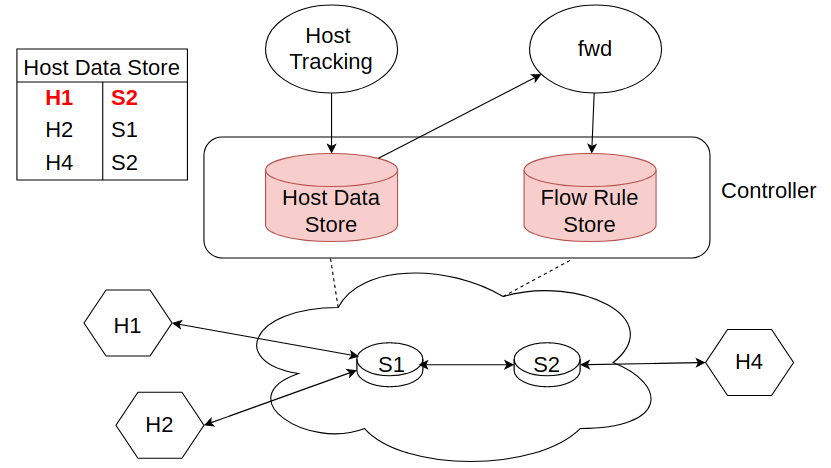 Host
Tracking
fwd
Host Data Store
H1 S2
H2 S1
H4 S2
Host Data
Store
Flow Rule
Store
Controller
H1
S1
S2
H4
H2